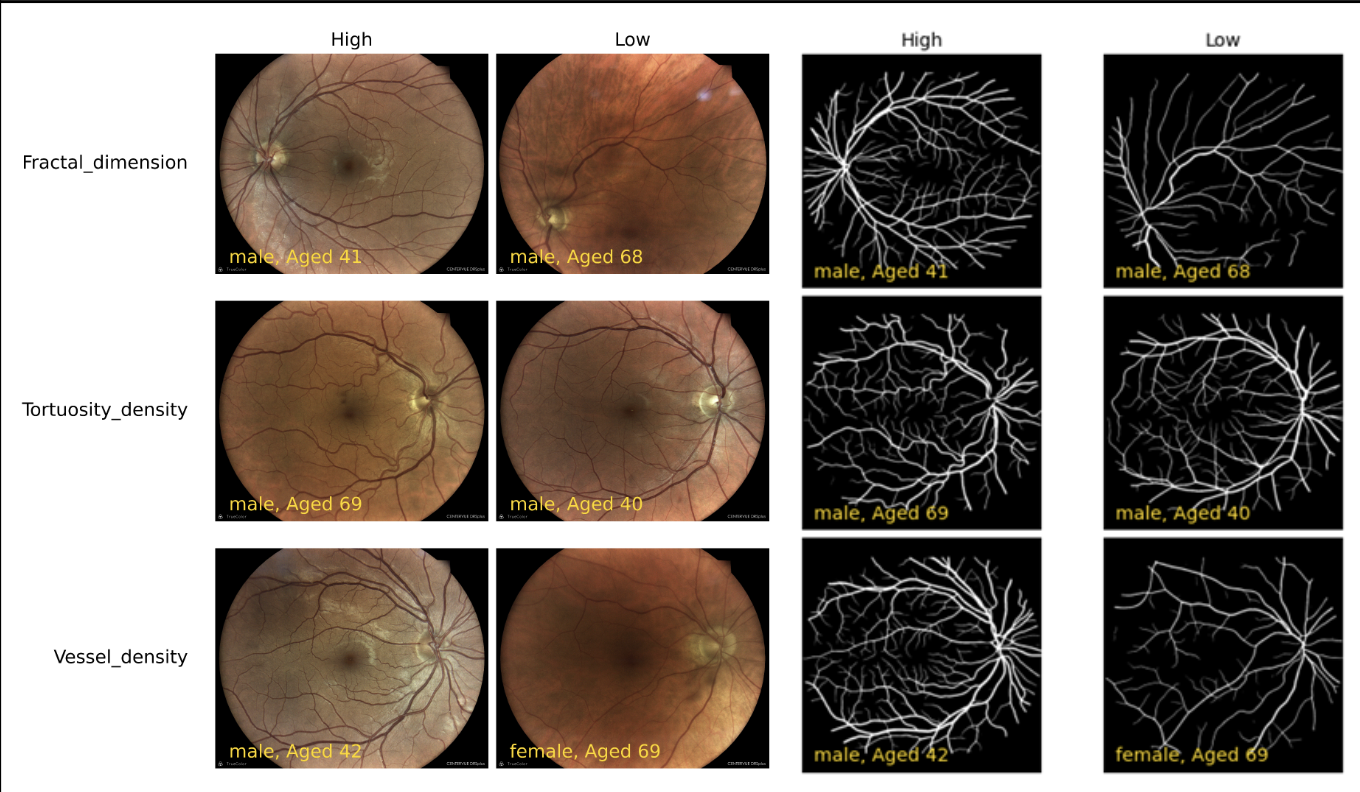 High Low High Low
Fractal_dimension
male, Aged 41 male, Aged 68 male, Aged 41 male, Aged 68
Tortuosity_density
male, Aged 69 male, Aged 40 male, Aged 69 male, Aged 40
Vessel_density
male, Aged 42 female, Aged 69 male, Aged 42 female, Aged 69